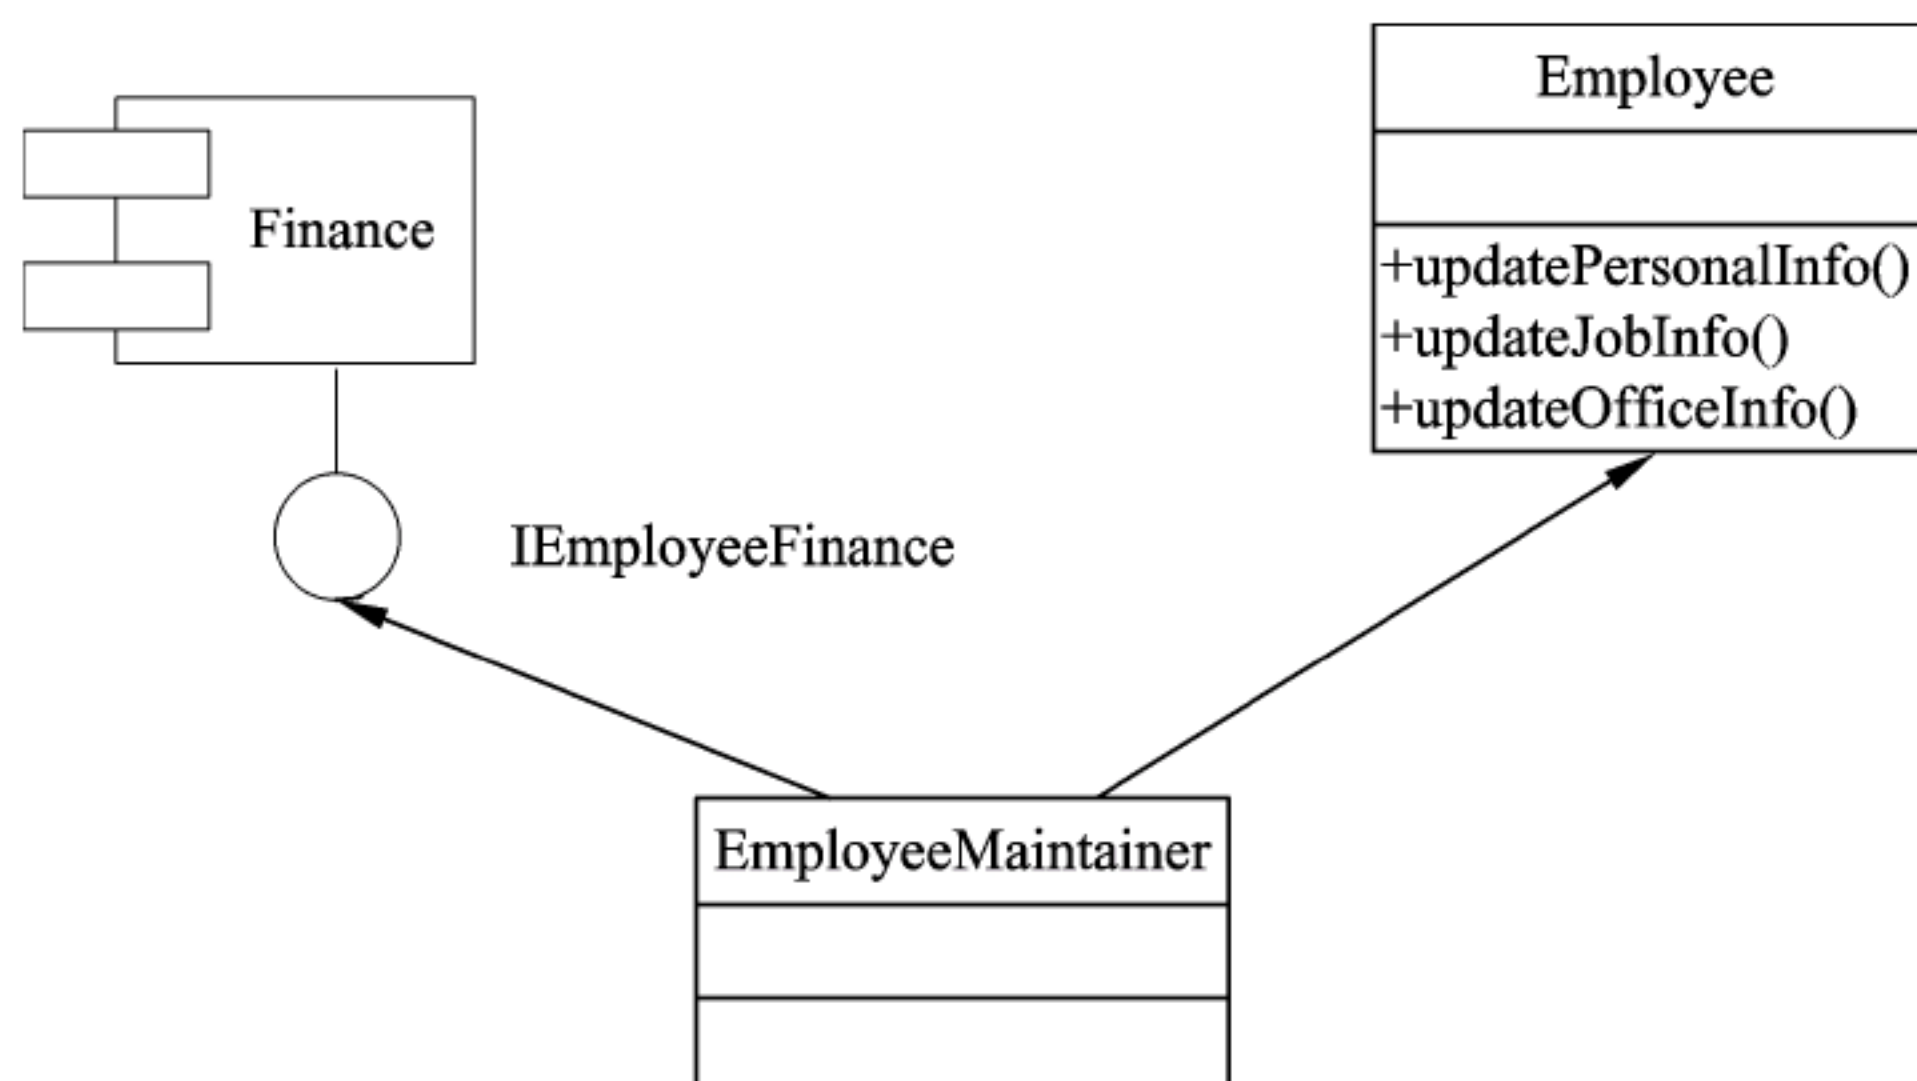 Finance
IEmployeeFinance
Employee
+updatePersonalInfo()
+updateJobInfo()
+updateOfficeInfo()
EmployeeMaintainer